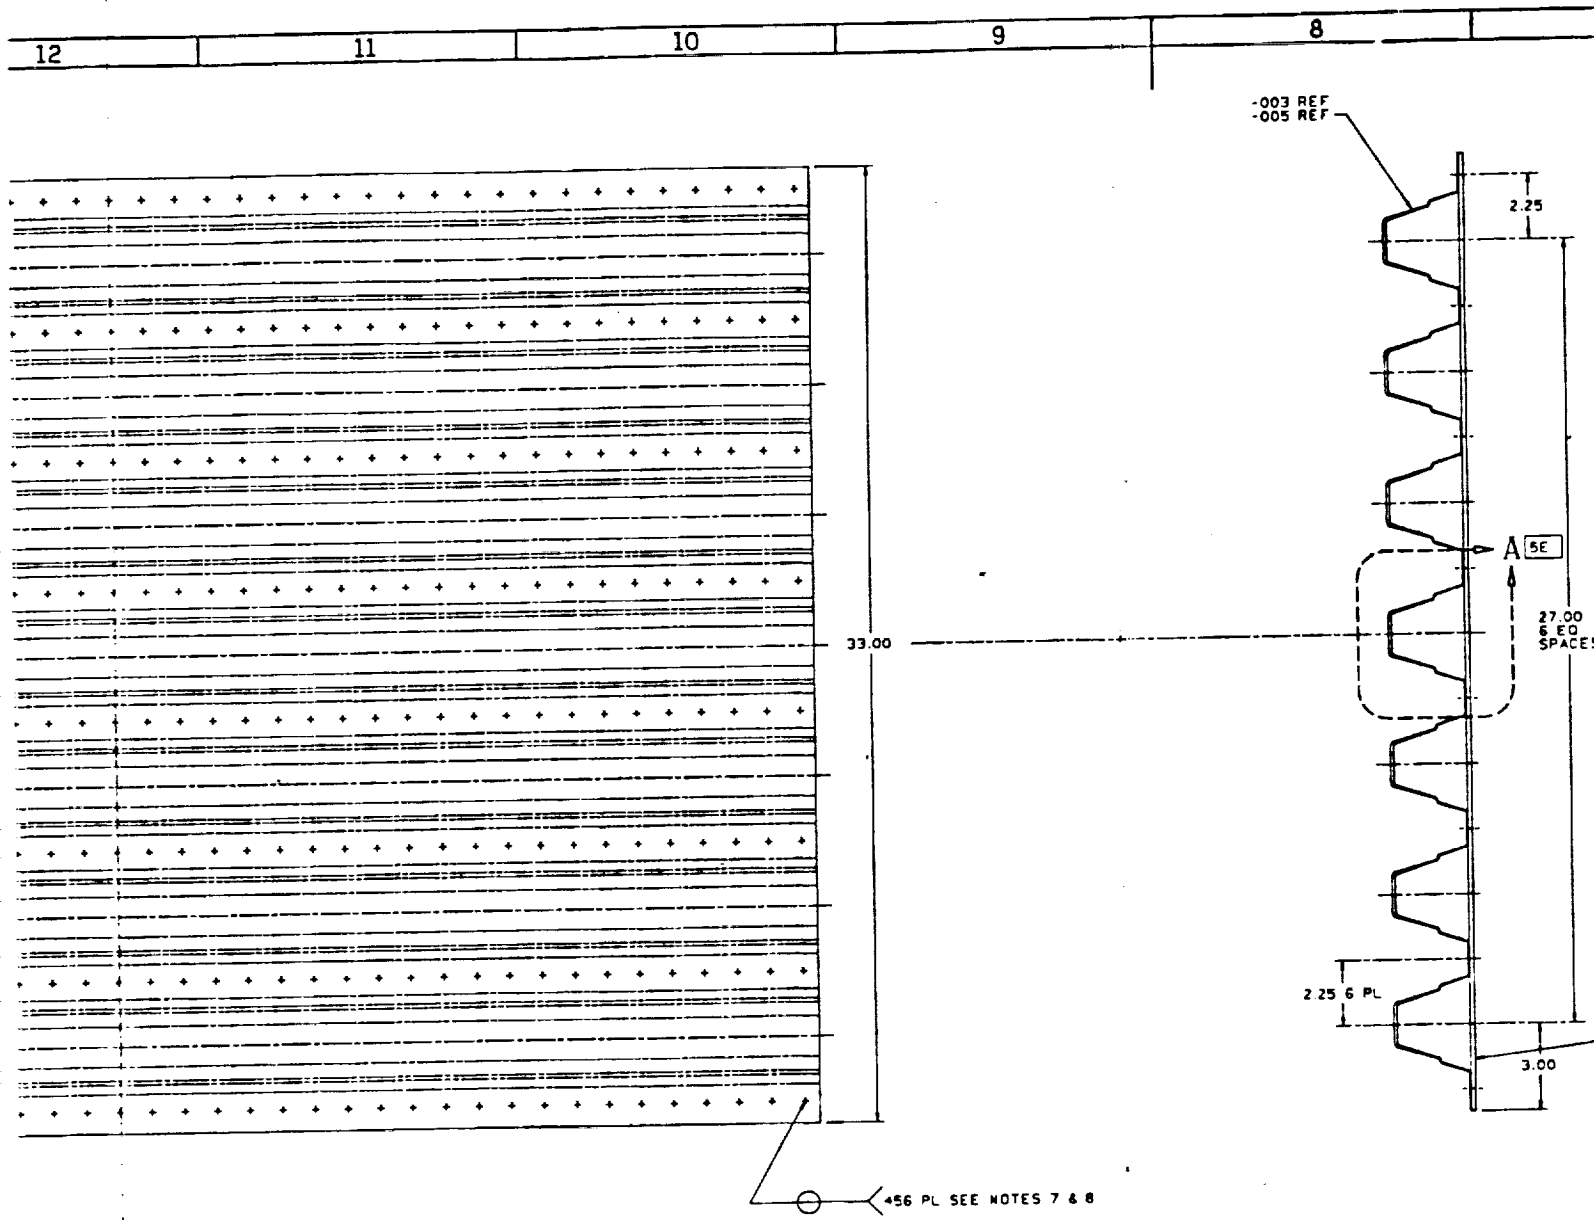 12 11 10 9 8
-003 REF
-005 REF
2.25
A 5E
33.00
27.00
6 EQ
SPACES
2.25 6 PL
3.00
456 PL SEE NOTES 7 & 8